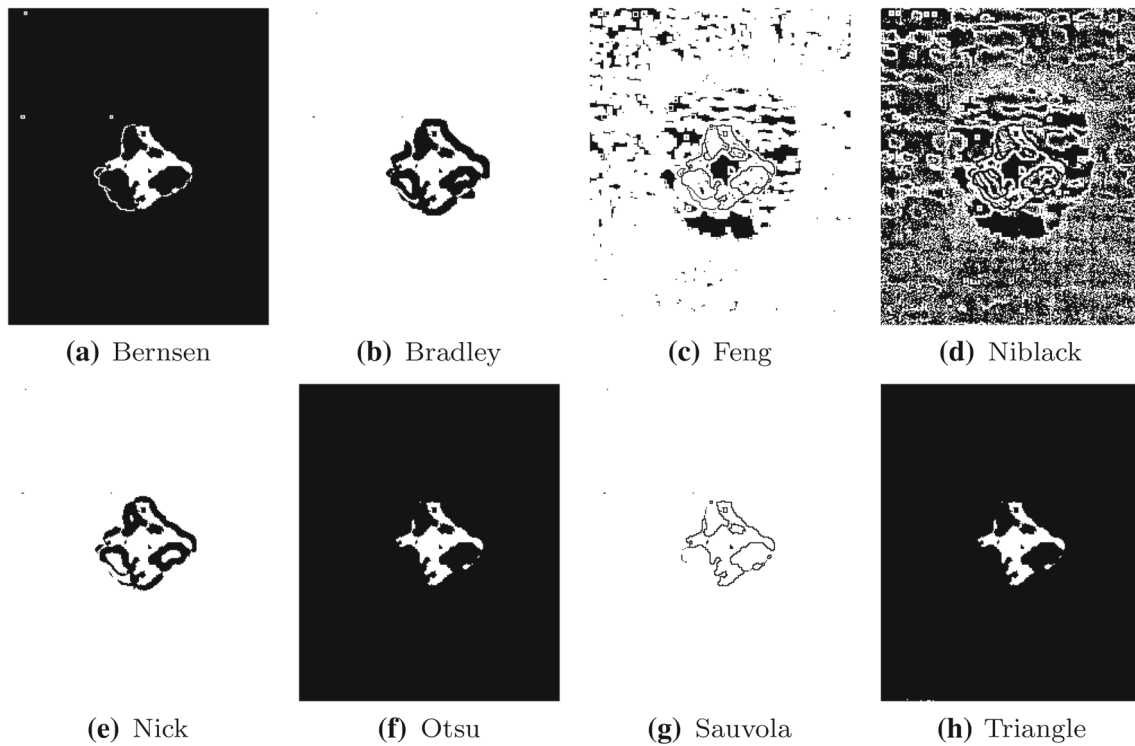 (a) Bernsen
(b) Bradley
(c) Feng
(d) Niblack
(e) Nick
(f) Otsu
(g) Sauvola
(h) Triangle